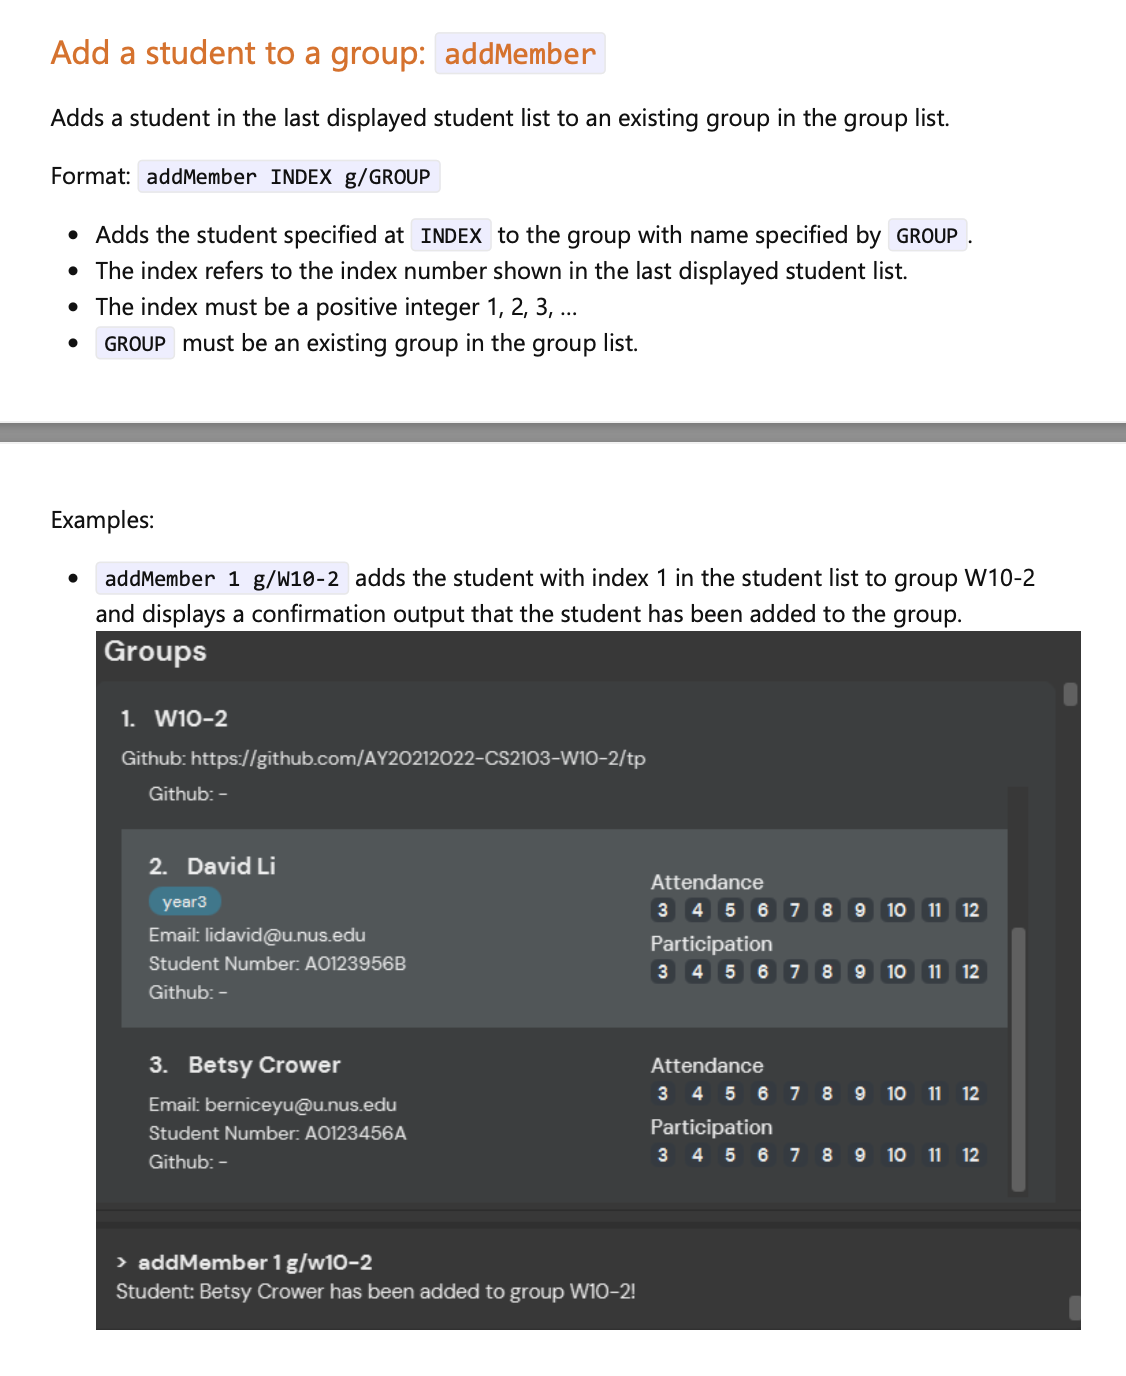 Add a student to a group: addMember
Adds a student in the last displayed student list to an existing group in the group list.
Format: addMember INDEX g/GROUP
• Adds the student specified at INDEX to the group with name specified by GROUP.
• The index refers to the index number shown in the last displayed student list.
• The index must be a positive integer 1, 2, 3, ...
• GROUP must be an existing group in the group list.
Examples:
• addMember 1 g/W10-2 adds the student with index 1 in the student list to group W10-2
and displays a confirmation output that the student has been added to the group.
Groups
1. W10-2
Github: https://github.com/AY20212022-CS2103-W10-2/tp
Github: -
2. David Li
year3
Email: lidavid@u.nus.edu
Student Number: A0123956B
Github: -
Attendance
3 4 5 6 7 8 9 10 11 12
Participation
3 4 5 6 7 8 9 10 11 12
3. Betsy Crower
Email: berniceyu@u.nus.edu
Student Number: A0123456A
Github: -
Attendance
3 4 5 6 7 8 9 10 11 12
Participation
3 4 5 6 7 8 9 10 11 12
> addMember 1 g/w10-2
Student: Betsy Crower has been added to group W10-2!